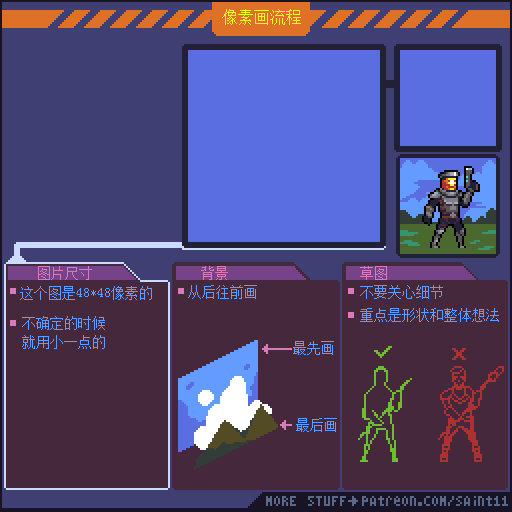 像素画流程
图片尺寸
这个图是48*48像素的
不确定的时候
就用小一点的
背景
从后往前画
最先画
最后画
草图
不要关心细节
重点是形状和整体想法
MORE STUFF→PATREON.COM/SAINT11